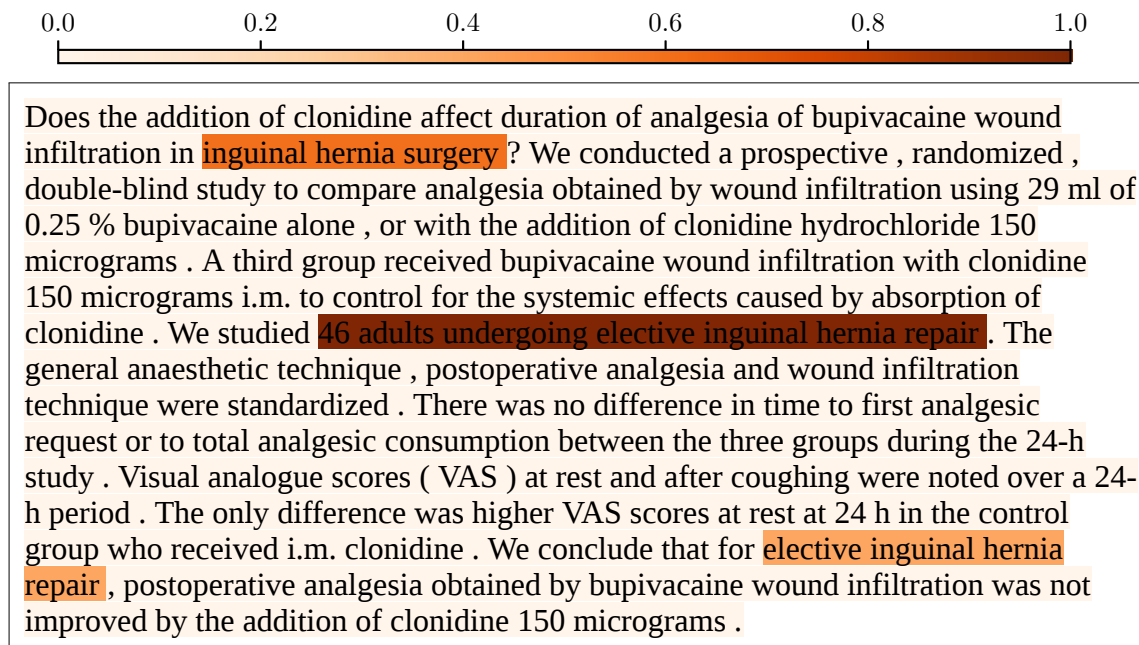 0.0 0.2 0.4 0.6 0.8 1.0
Does the addition of clonidine affect duration of analgesia of bupivacaine wound
infiltration in inguinal hernia surgery ? We conducted a prospective , randomized ,
double-blind study to compare analgesia obtained by wound infiltration using 29 ml of
0.25 % bupivacaine alone , or with the addition of clonidine hydrochloride 150
micrograms . A third group received bupivacaine wound infiltration with clonidine
150 micrograms i.m. to control for the systemic effects caused by absorption of
clonidine . We studied 46 adults undergoing elective inguinal hernia repair . The
general anaesthetic technique , postoperative analgesia and wound infiltration
technique were standardized . There was no difference in time to first analgesic
request or to total analgesic consumption between the three groups during the 24-h
study . Visual analogue scores ( VAS ) at rest and after coughing were noted over a 24-
h period . The only difference was higher VAS scores at rest at 24 h in the control
group who received i.m. clonidine . We conclude that for elective inguinal hernia
repair , postoperative analgesia obtained by bupivacaine wound infiltration was not
improved by the addition of clonidine 150 micrograms .